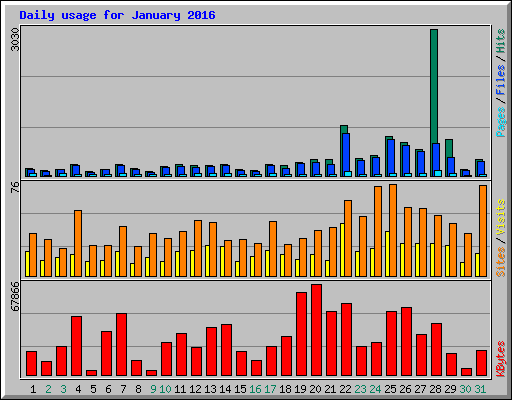 Daily usage for January 2016
3030
Pages / Files / Hits
76
Sites / Visits
67866
KBytes
1 2 3 4 5 6 7 8 9 10 11 12 13 14 15 16 17 18 19 20 21 22 23 24 25 26 27 28 29 30 31